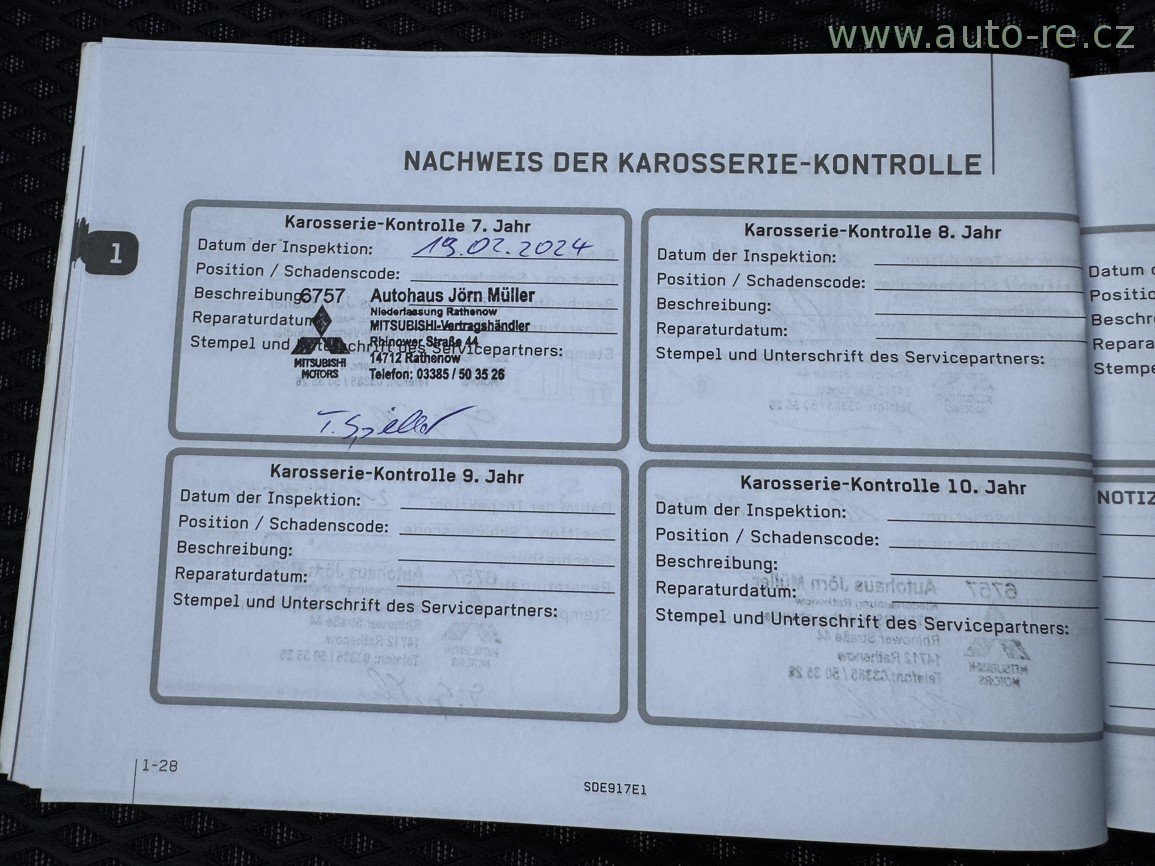 www.auto-re.cz
NACHWEIS DER KAROSSERIE-KONTROLLE
1
Karosserie-Kontrolle 7. Jahr
Datum der Inspektion: 19.02.2024
Position / Schadenscode:
Beschreibung
Reparaturdatum
Stempel und Unterschrift des Servicepartners:
6757
MITSUBISHI
MOTORS
Autohaus Jörn Müller
Niederlassung Rathenow
MITSUBISHI-Vertragshändler
Rhinower Straße 44
14712 Rathenow
Telefon: 03385 / 50 35 26
Karosserie-Kontrolle 8. Jahr
Datum der Inspektion:
Position / Schadenscode:
Beschreibung:
Reparaturdatum:
Stempel und Unterschrift des Servicepartners:
Karosserie-Kontrolle 9. Jahr
Datum der Inspektion:
Position / Schadenscode:
Beschreibung:
Reparaturdatum:
Stempel und Unterschrift des Servicepartners:
Karosserie-Kontrolle 10. Jahr
Datum der Inspektion:
Position / Schadenscode:
Beschreibung:
Reparaturdatum:
Stempel und Unterschrift des Servicepartners:
Datum
Positio
Beschr
Repara
Stempe
NOTIZ
1-28
SDE917E1